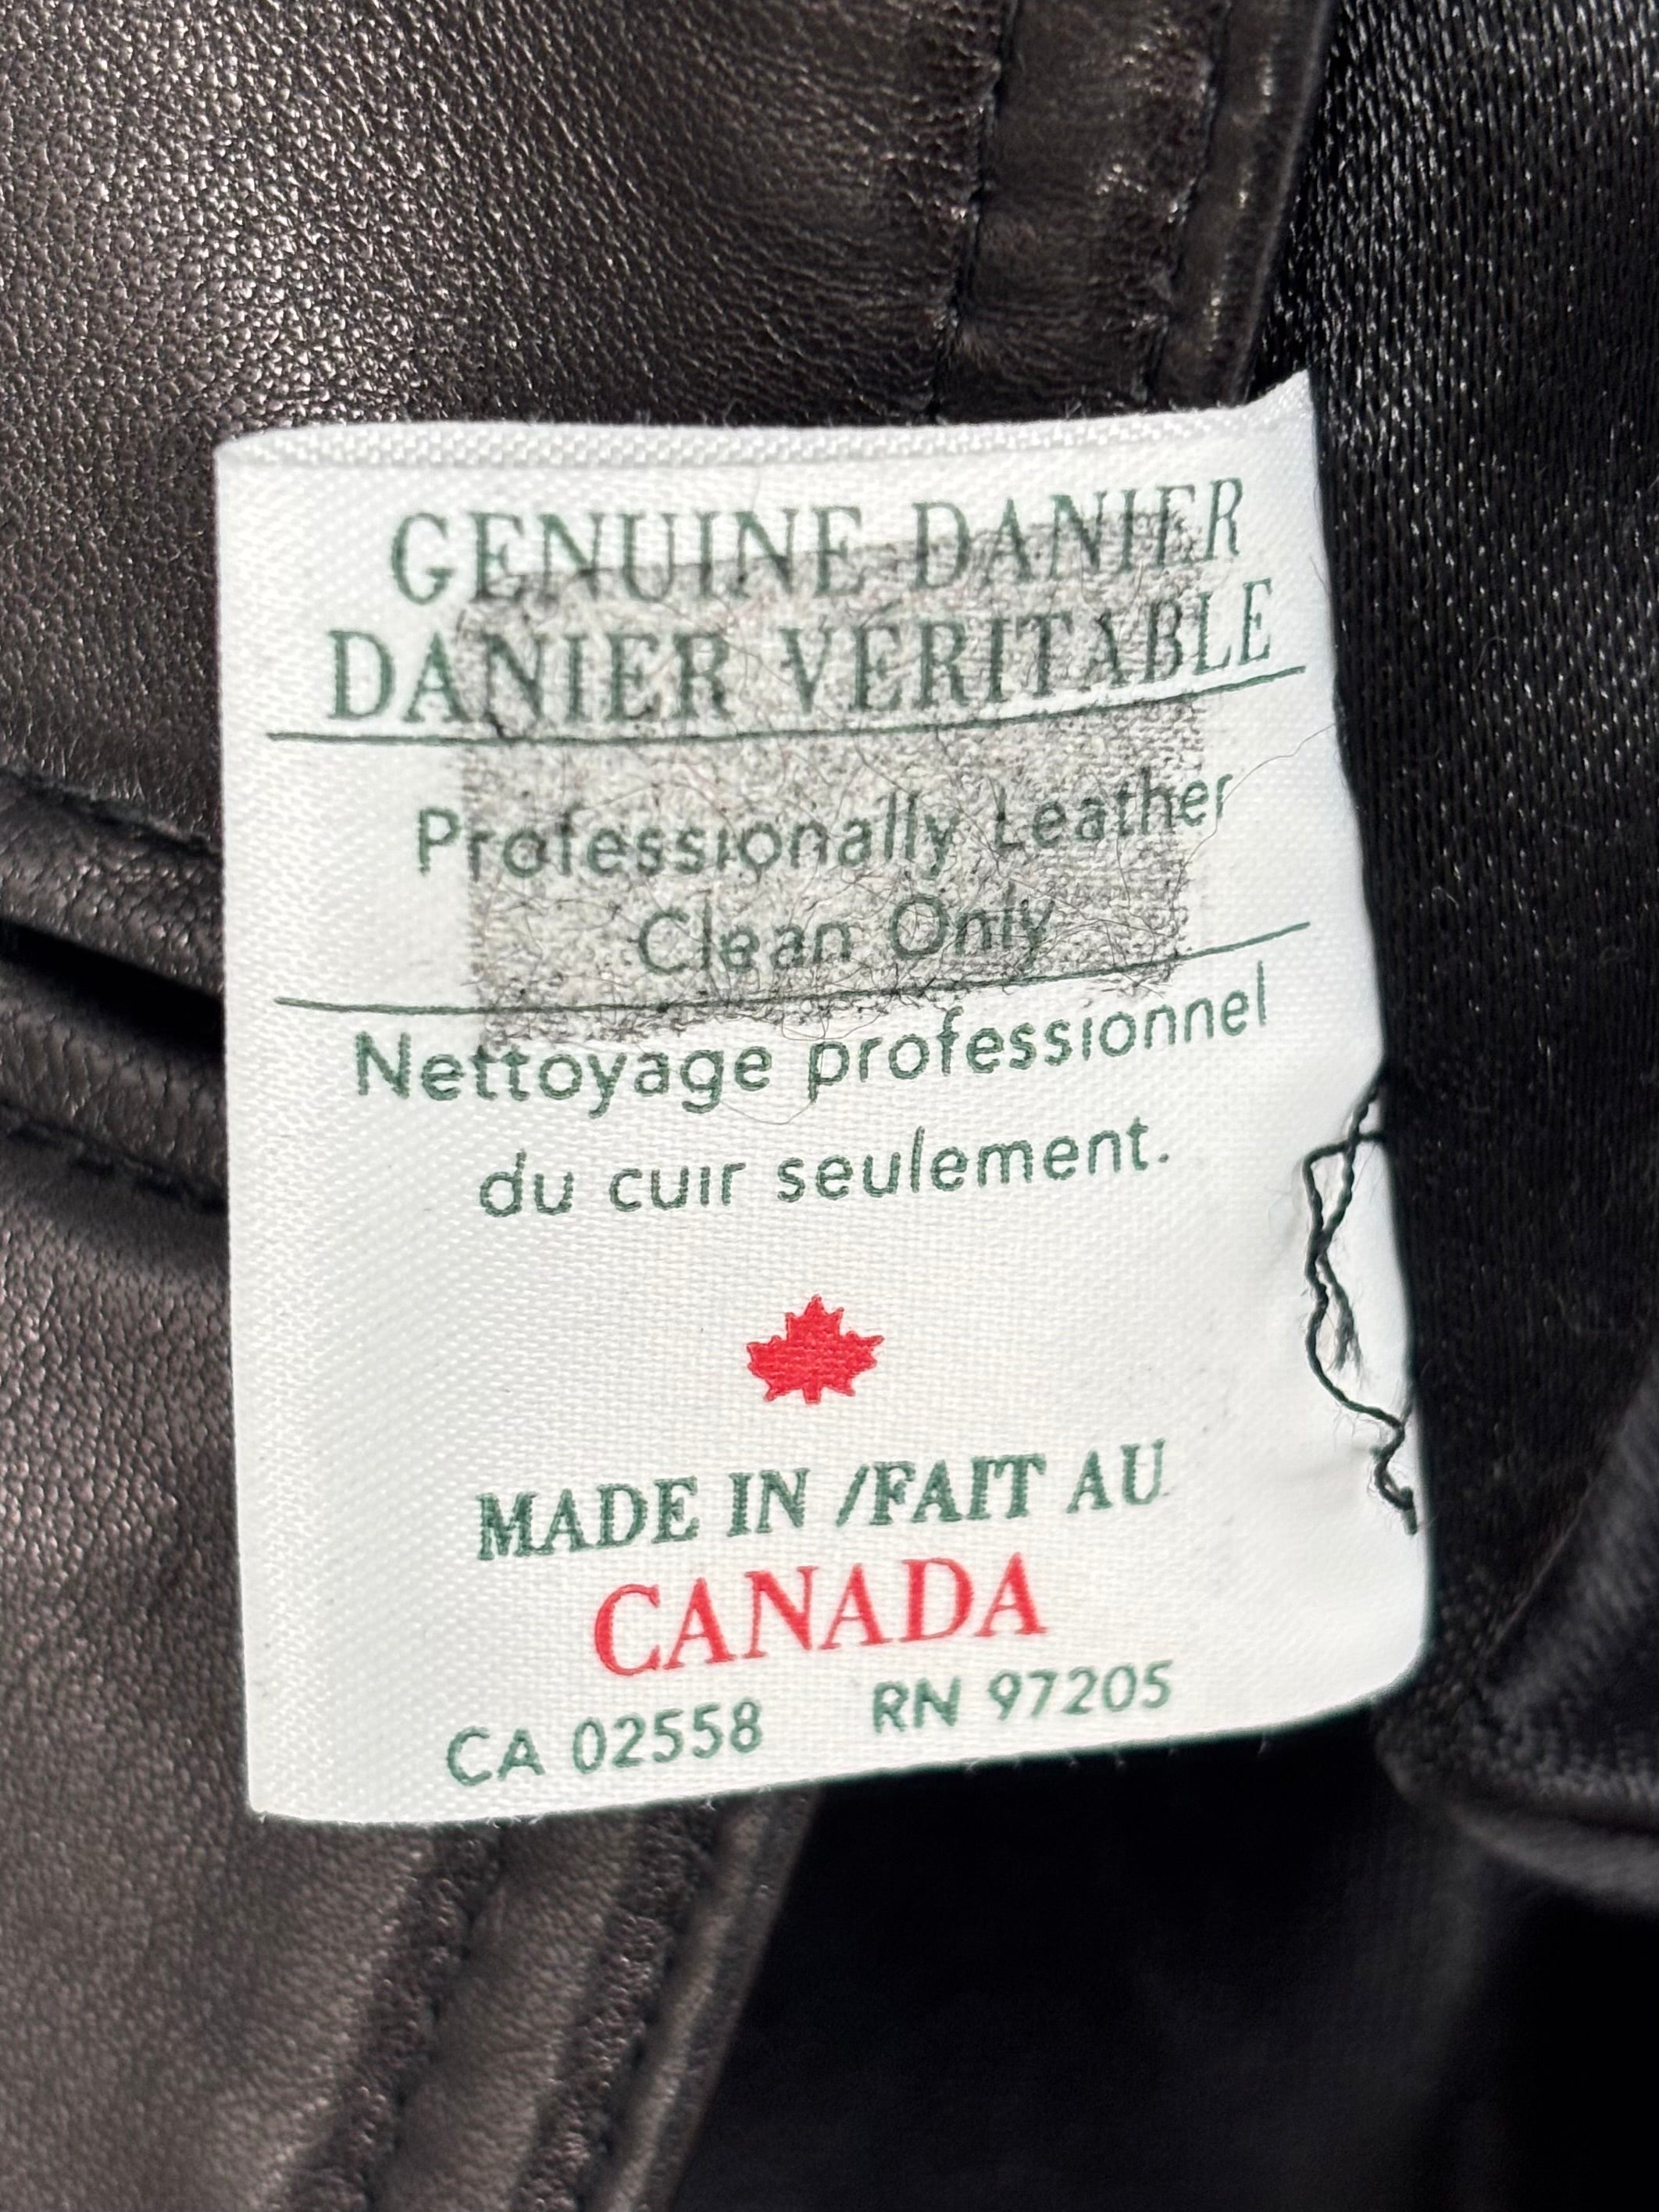 GENUINE DANIER
DANIER VERITABLE
Professionally Leather
Clean Only
Nettoyage professionnel
du cuir seulement.
MADE IN /FAIT AU
CANADA
CA 02558 RN 97205